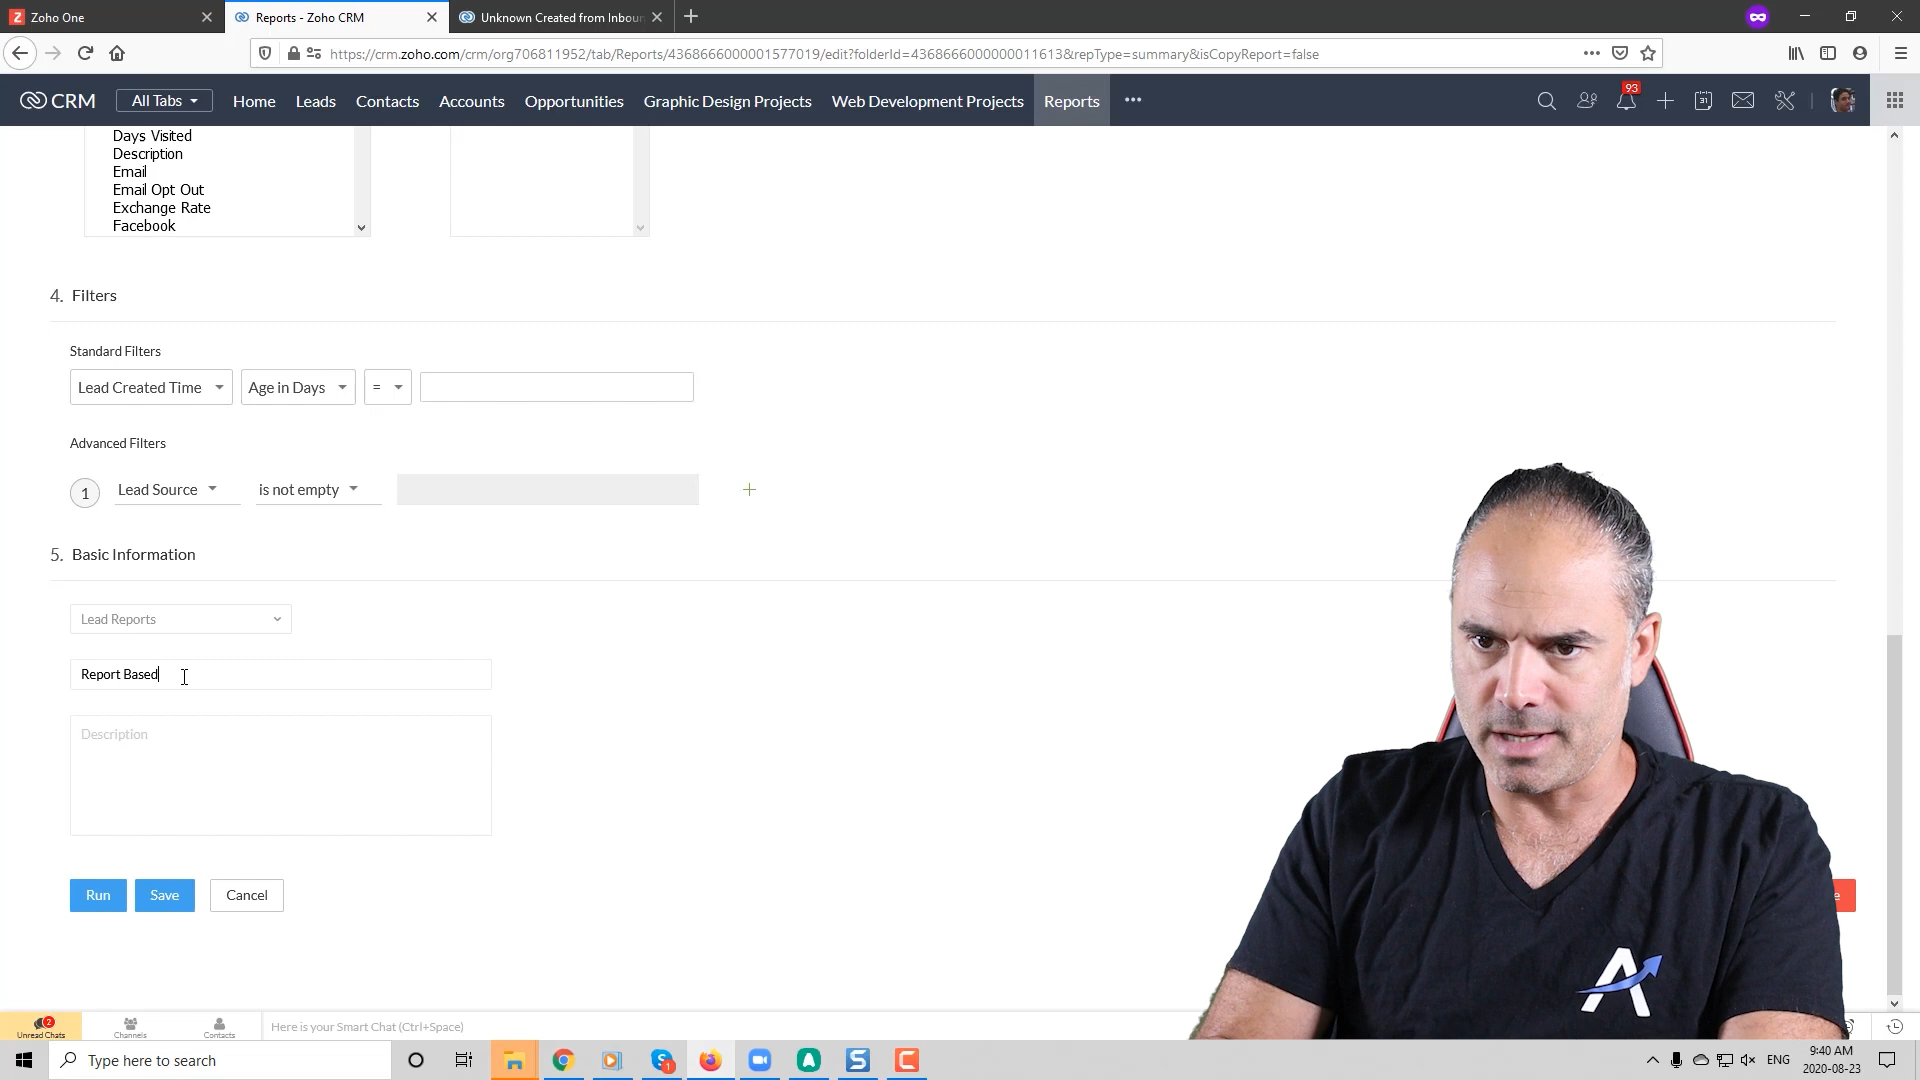 Zoho One
Reports - Zoho CRM
Unknown Created from Inbou
https://crm.zoho.com/crm/org706811952/tab/Reports/4368666000001577019/edit?folderId=4368666000000011613&repType=summary&isCopyReport=false
CRM
All Tabs
Home
Leads
Contacts
Accounts
Opportunities
Graphic Design Projects
Web Development Projects
Reports
93
31
Days Visited
Description
Email
Email Opt Out
Exchange Rate
Facebook
4. Filters
Standard Filters
Lead Created Time
Age in Days
=
Advanced Filters
1
Lead Source
is not empty
5. Basic Information
Lead Reports
Report Based
Description
Run
Save
Cancel
2
Unread Chats
Channels
Contacts
Here is your Smart Chat (Ctrl+Space)
Type here to search
1
ENG
9:40 AM
2020-08-23